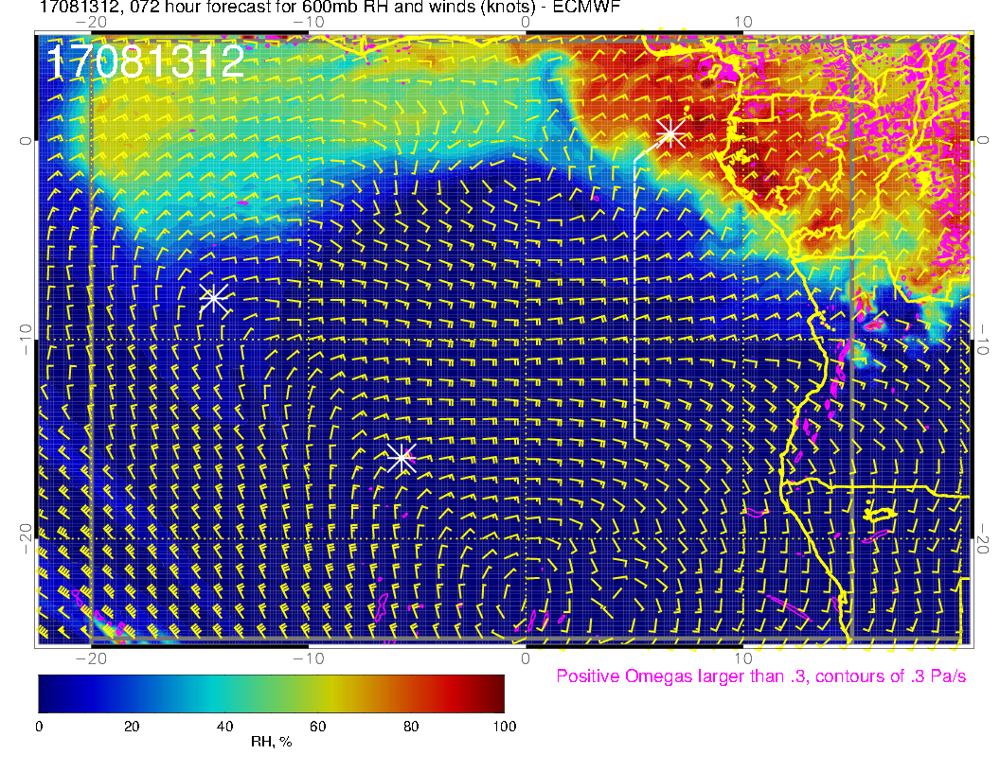 17081312, 072 hour forecast for 600mb RH and winds (knots) - ECMWF
−20 −10 0 10
17081312
0 0
−10 −10
−20 −20
−20 −10 0 10
Positive Omegas larger than .3, contours of .3 Pa/s
0 20 40 60 80 100
RH, %